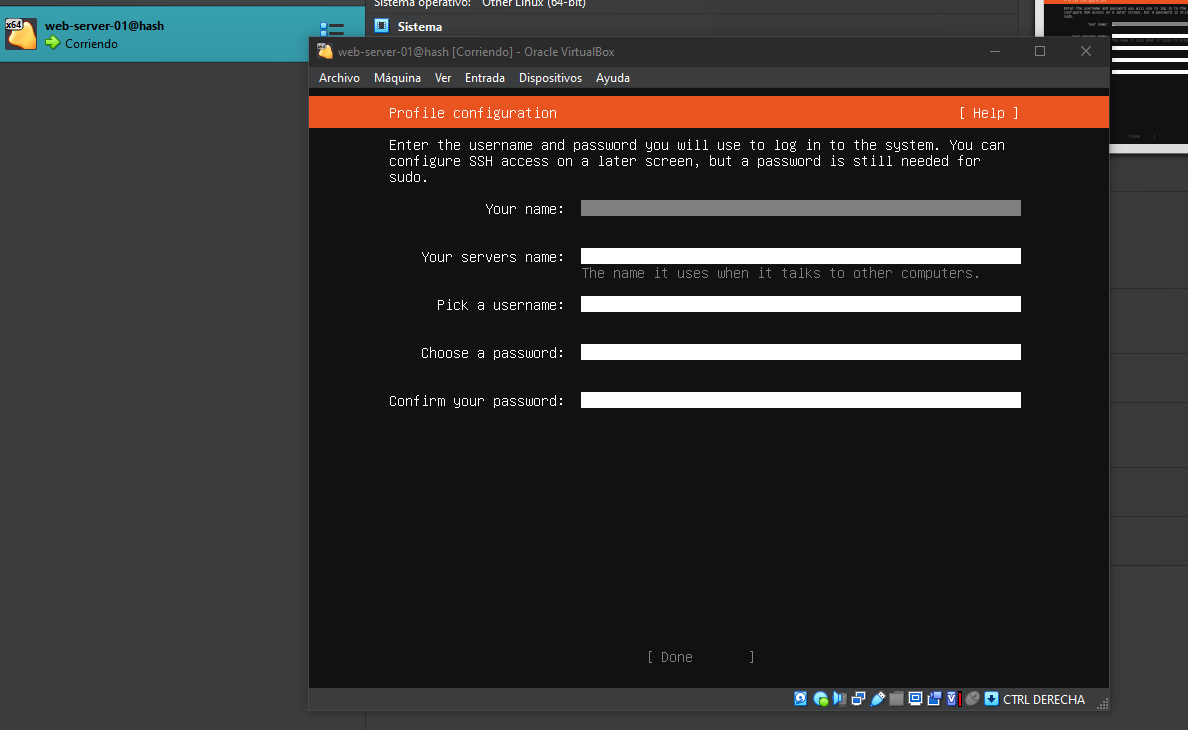 Sistema operativo: Other Linux (64-bit)
x64 web-server-01@hash
Corriendo
Sistema
web-server-01@hash [Corriendo] - Oracle VirtualBox
Archivo Máquina Ver Entrada Dispositivos Ayuda
Profile configuration [ Help ]
Enter the username and password you will use to log in to the system. You can
configure SSH access on a later screen, but a password is still needed for
sudo.
Your name:
Your servers name:
The name it uses when it talks to other computers.
Pick a username:
Choose a password:
Confirm your password:
[ Done ]
CTRL DERECHA